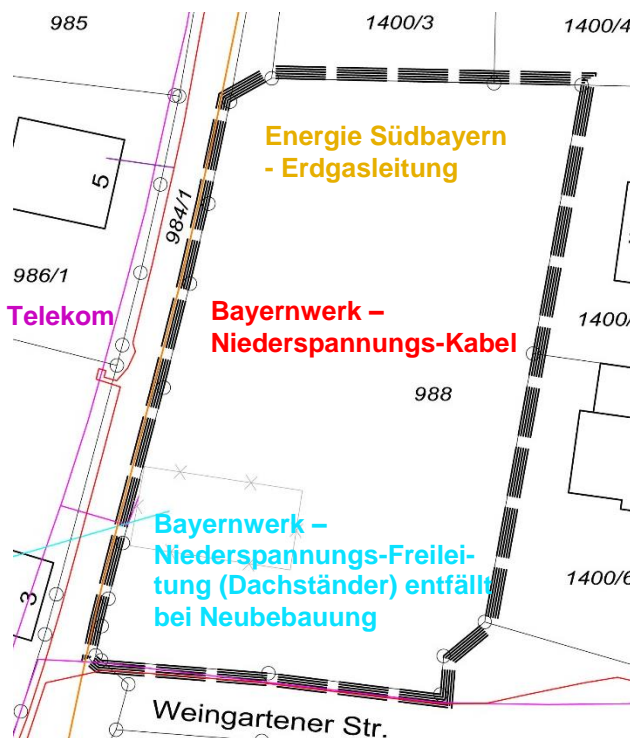 985
1400/3
1400/4
Energie Südbayern
- Erdgasleitung
5
984/1
986/1
Telekom
Bayernwerk –
Niederspannungs-Kabel
1400/
988
Bayernwerk –
Niederspannungs-Freilei-
tung (Dachständer) entfällt
bei Neubebauung
3
1400/6
Weingartener Str.